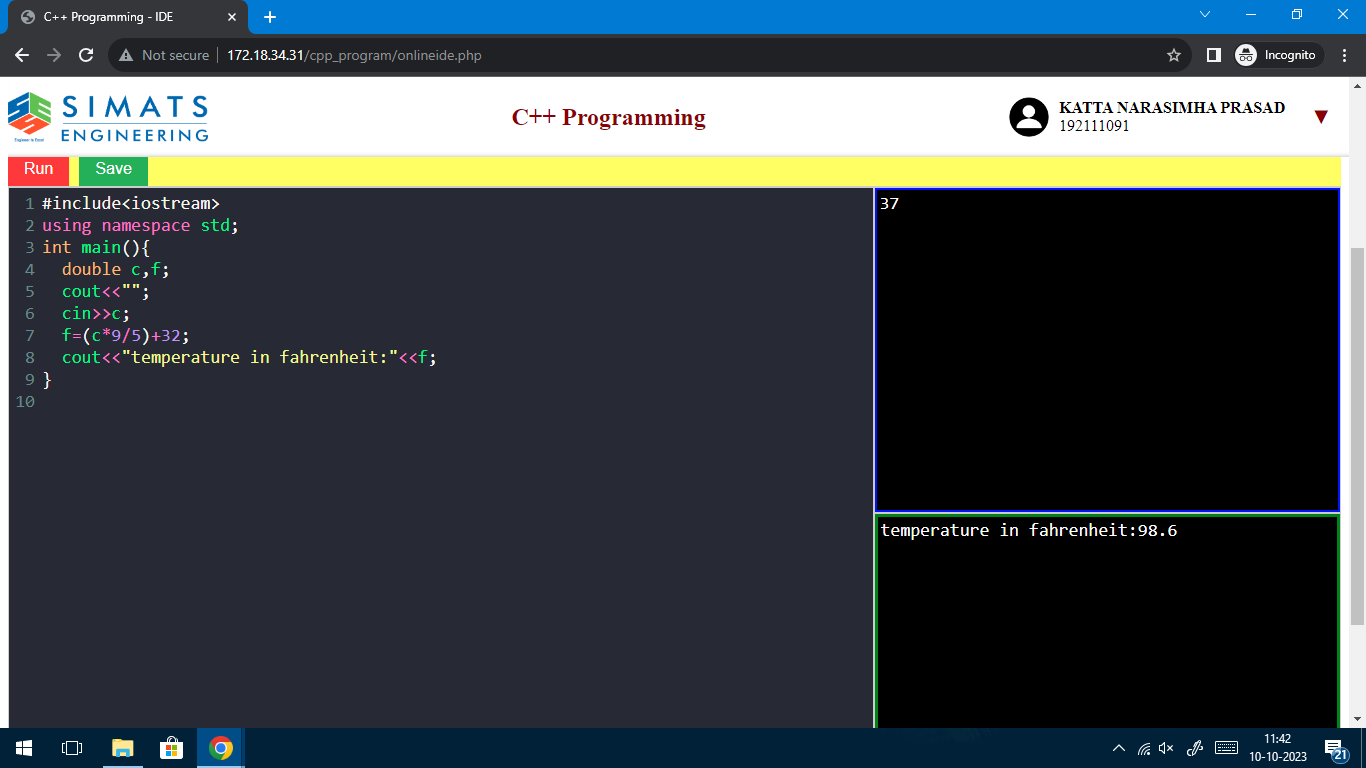 C++ Programming - IDE
Not secure 172.18.34.31/cpp_program/onlineide.php
Incognito
SIMATS
ENGINEERING
Engineer to Excel
C++ Programming
KATTA NARASIMHA PRASAD
192111091
Run Save
1 #include<iostream>
2 using namespace std;
3 int main(){
4 double c,f;
5 cout<<"";
6 cin>>c;
7 f=(c*9/5)+32;
8 cout<<"temperature in fahrenheit:"<<f;
9 }
10
37
temperature in fahrenheit:98.6
11:42
10-10-2023
21